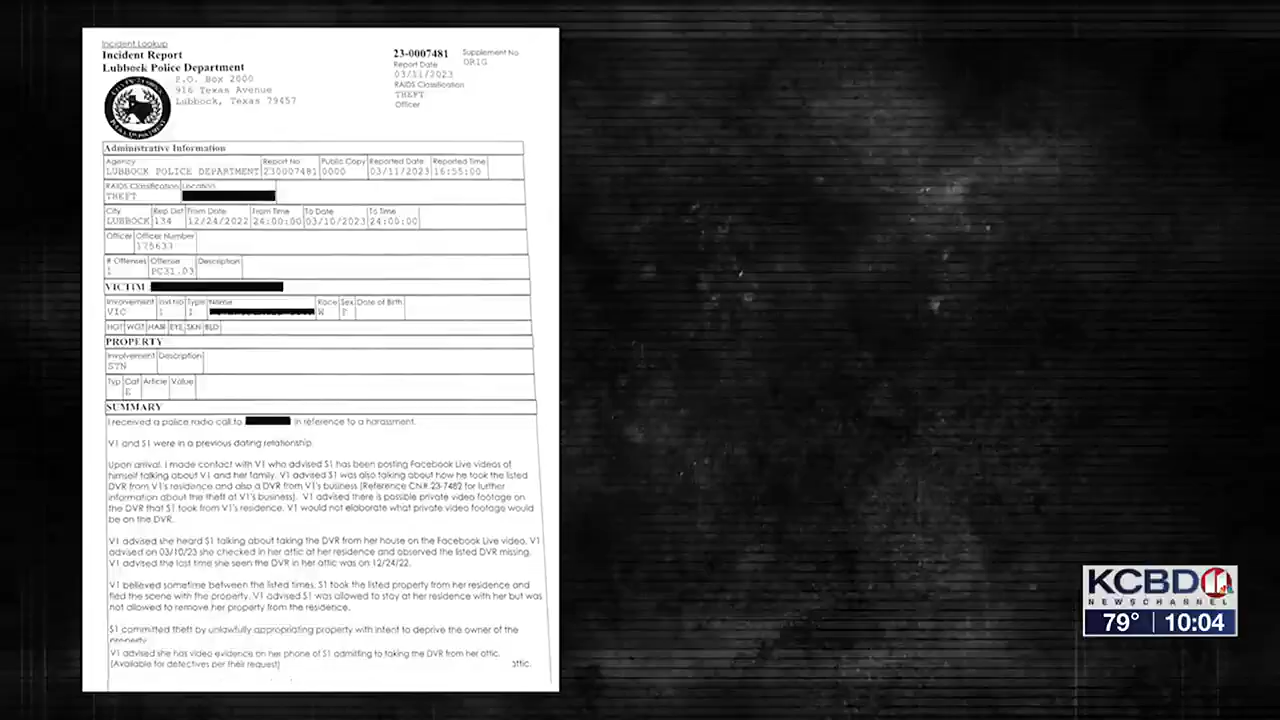 Incident Lookup
Incident Report
Lubbock Police Department
P.O. Box 2000
916 Texas Avenue
Lubbock, Texas 79457
23-0007481 Supplement No
ORIG
Report Date
03/11/2023
RAIDS Classification
THEFT
Officer
Administrative Information
Agency Report No Public Copy Reported Date Reported Time
LUBBOCK POLICE DEPARTMENT 230007481 0000 03/11/2023 16:55:00
RAIDS Classification Location
THEFT
City Rep Dist From Date From Time To Date To Time
LUBBOCK 134 12/24/2022 24:00:00 03/10/2023 24:00:00
Officer Officer Number
175633
# Offenses Offense Description
1 PC31.03
VICTIM
Involvement Invl No Type Name Race Sex Date of Birth
VIC 1 1 W F
HGT WGT HAIR EYE SKN BLD
PROPERTY
Involvement Description
STN
Typ Cat Article Value
E
SUMMARY
I received a police radio call to in reference to a harassment.
V1 and S1 were in a previous dating relationship.
Upon arrival, I made contact with V1 who advised S1 has been posting Facebook Live videos of
himself talking about V1 and her family. V1 advised S1 was also talking about how he took the listed
DVR from V1's residence and also a DVR from V1's business (Reference CN# 23-7482 for further
information about the theft at V1's business). V1 advised there is possible private video footage on
the DVR that S1 took from V1's residence. V1 would not elaborate what private video footage would
be on the DVR.
V1 advised she heard S1 talking about taking the DVR from her house on the Facebook Live video. V1
advised on 03/10/23 she checked in her attic at her residence and observed the listed DVR missing.
V1 advised the last time she seen the DVR in her attic was on 12/24/22.
V1 believed sometime between the listed times, S1 took the listed property from her residence and
fled the scene with the property. V1 advised S1 was allowed to stay at her residence with her but was
not allowed to remove her property from the residence.
S1 committed theft by unlawfully appropriating property with intent to deprive the owner of the
property.
V1 advised she has video evidence on her phone of S1 admitting to taking the DVR from her attic.
(Available for detectives per their request) attic.
KCBD 11
NEWSCHANNEL
79° 10:04